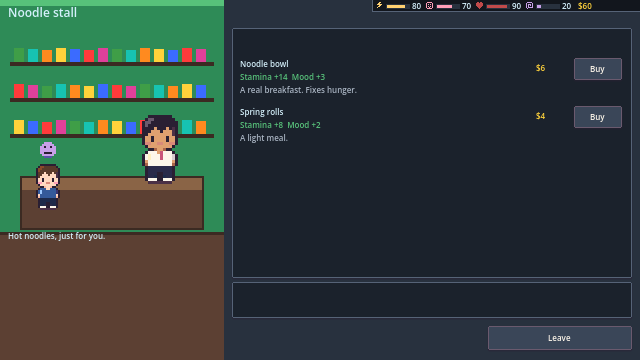 Noodle stall
80 70 90 20 $60
Noodle bowl
Stamina +14 Mood +3
A real breakfast. Fixes hunger.
$6
Buy
Spring rolls
Stamina +8 Mood +2
A light meal.
$4
Buy
Hot noodles, just for you.
Leave